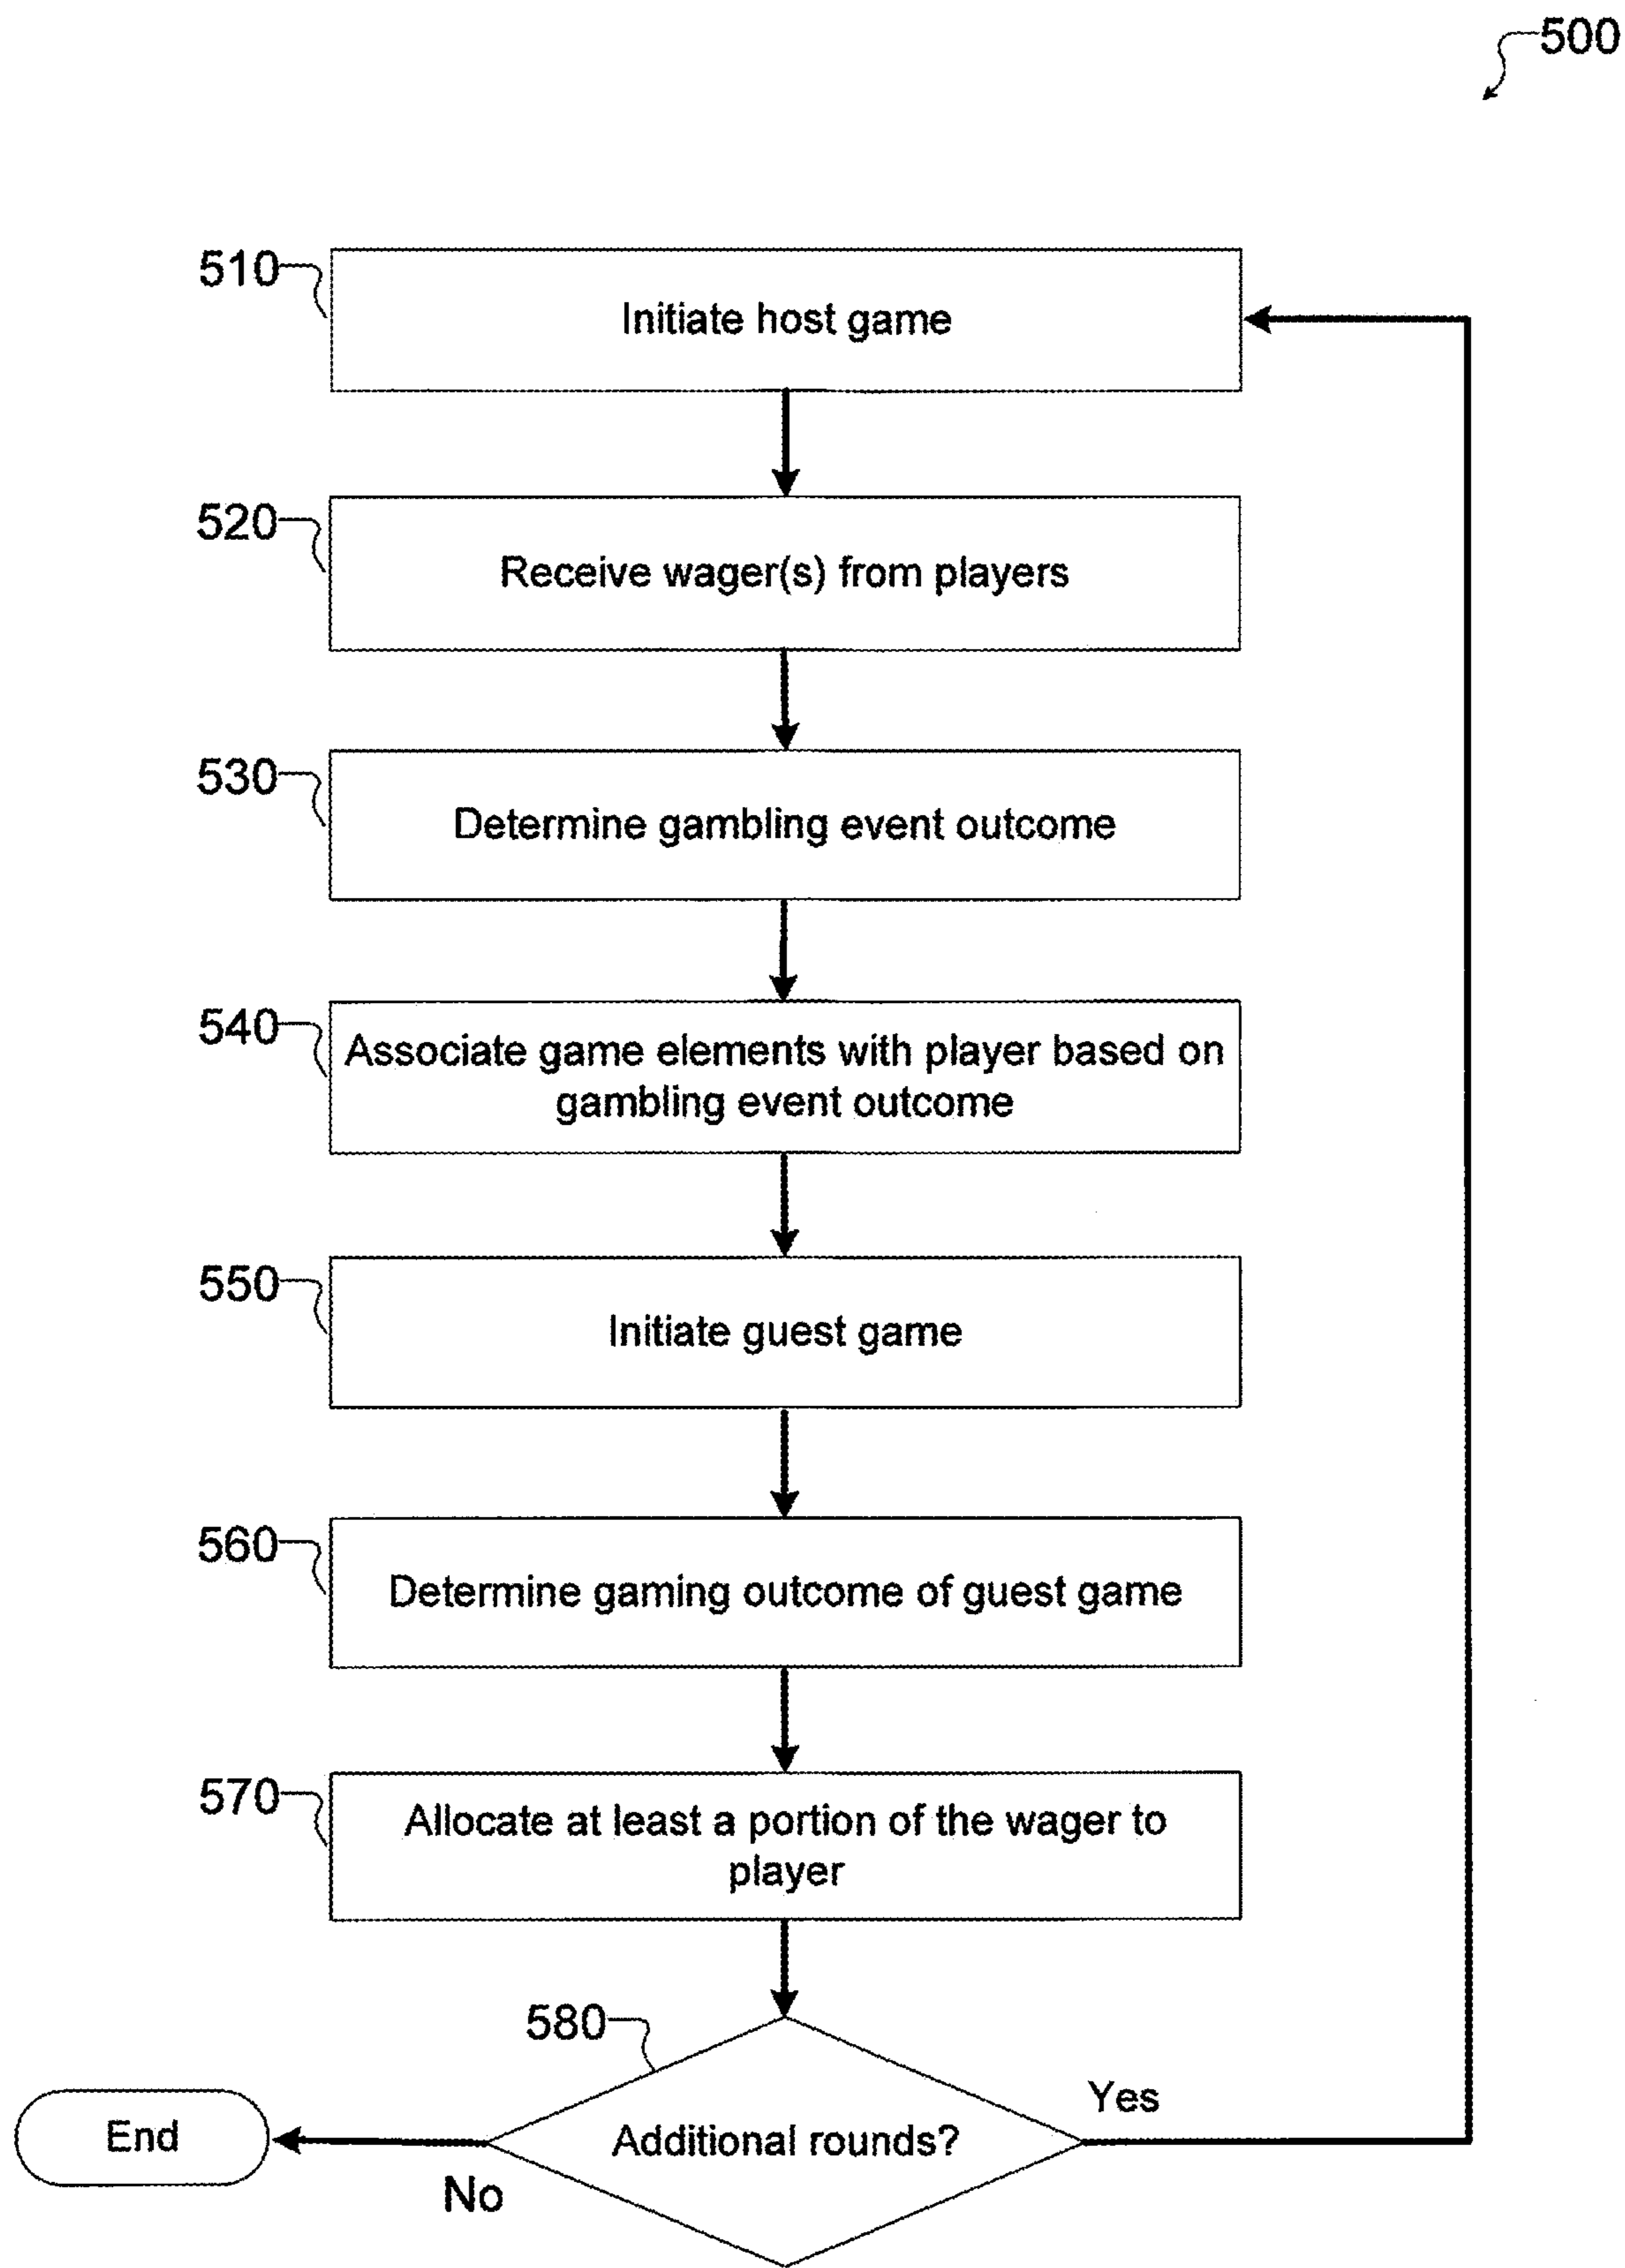 500
510
Initiate host game
520
Receive wager(s) from players
530
Determine gambling event outcome
540
Associate game elements with player based on
gambling event outcome
550
Initiate guest game
560
Determine gaming outcome of guest game
570
Allocate at least a portion of the wager to
player
580
Additional rounds?
Yes
End
No